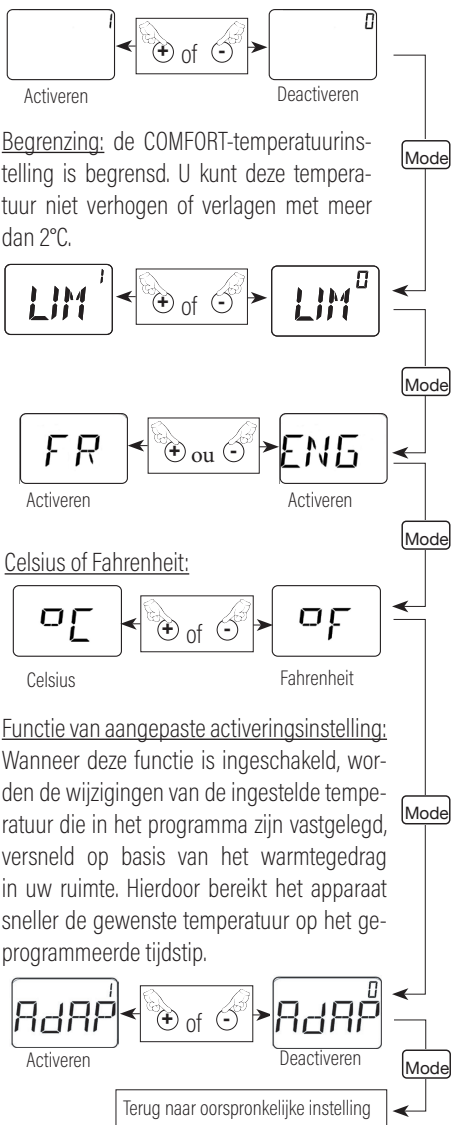 1 + of - 0
Activeren Deactiveren
Mode
Begrenzing: de COMFORT-temperatuurins-
telling is begrensd. U kunt deze tempera-
tuur niet verhogen of verlagen met meer
dan 2°C.
LIM 1 + of - LIM 0
Mode
FR + ou - ENG
Activeren Activeren
Mode
Celsius of Fahrenheit:
°C + of - °F
Celsius Fahrenheit
Functie van aangepaste activeringsinstelling:
Wanneer deze functie is ingeschakeld, wor-
den de wijzigingen van de ingestelde tempe-
ratuur die in het programma zijn vastgelegd,
Mode
versneld op basis van het warmtegedrag
in uw ruimte. Hierdoor bereikt het apparaat
sneller de gewenste temperatuur op het ge-
programmeerde tijdstip.
AdAP 1 + of - AdAP 0
Activeren Deactiveren
Mode
Terug naar oorspronkelijke instelling